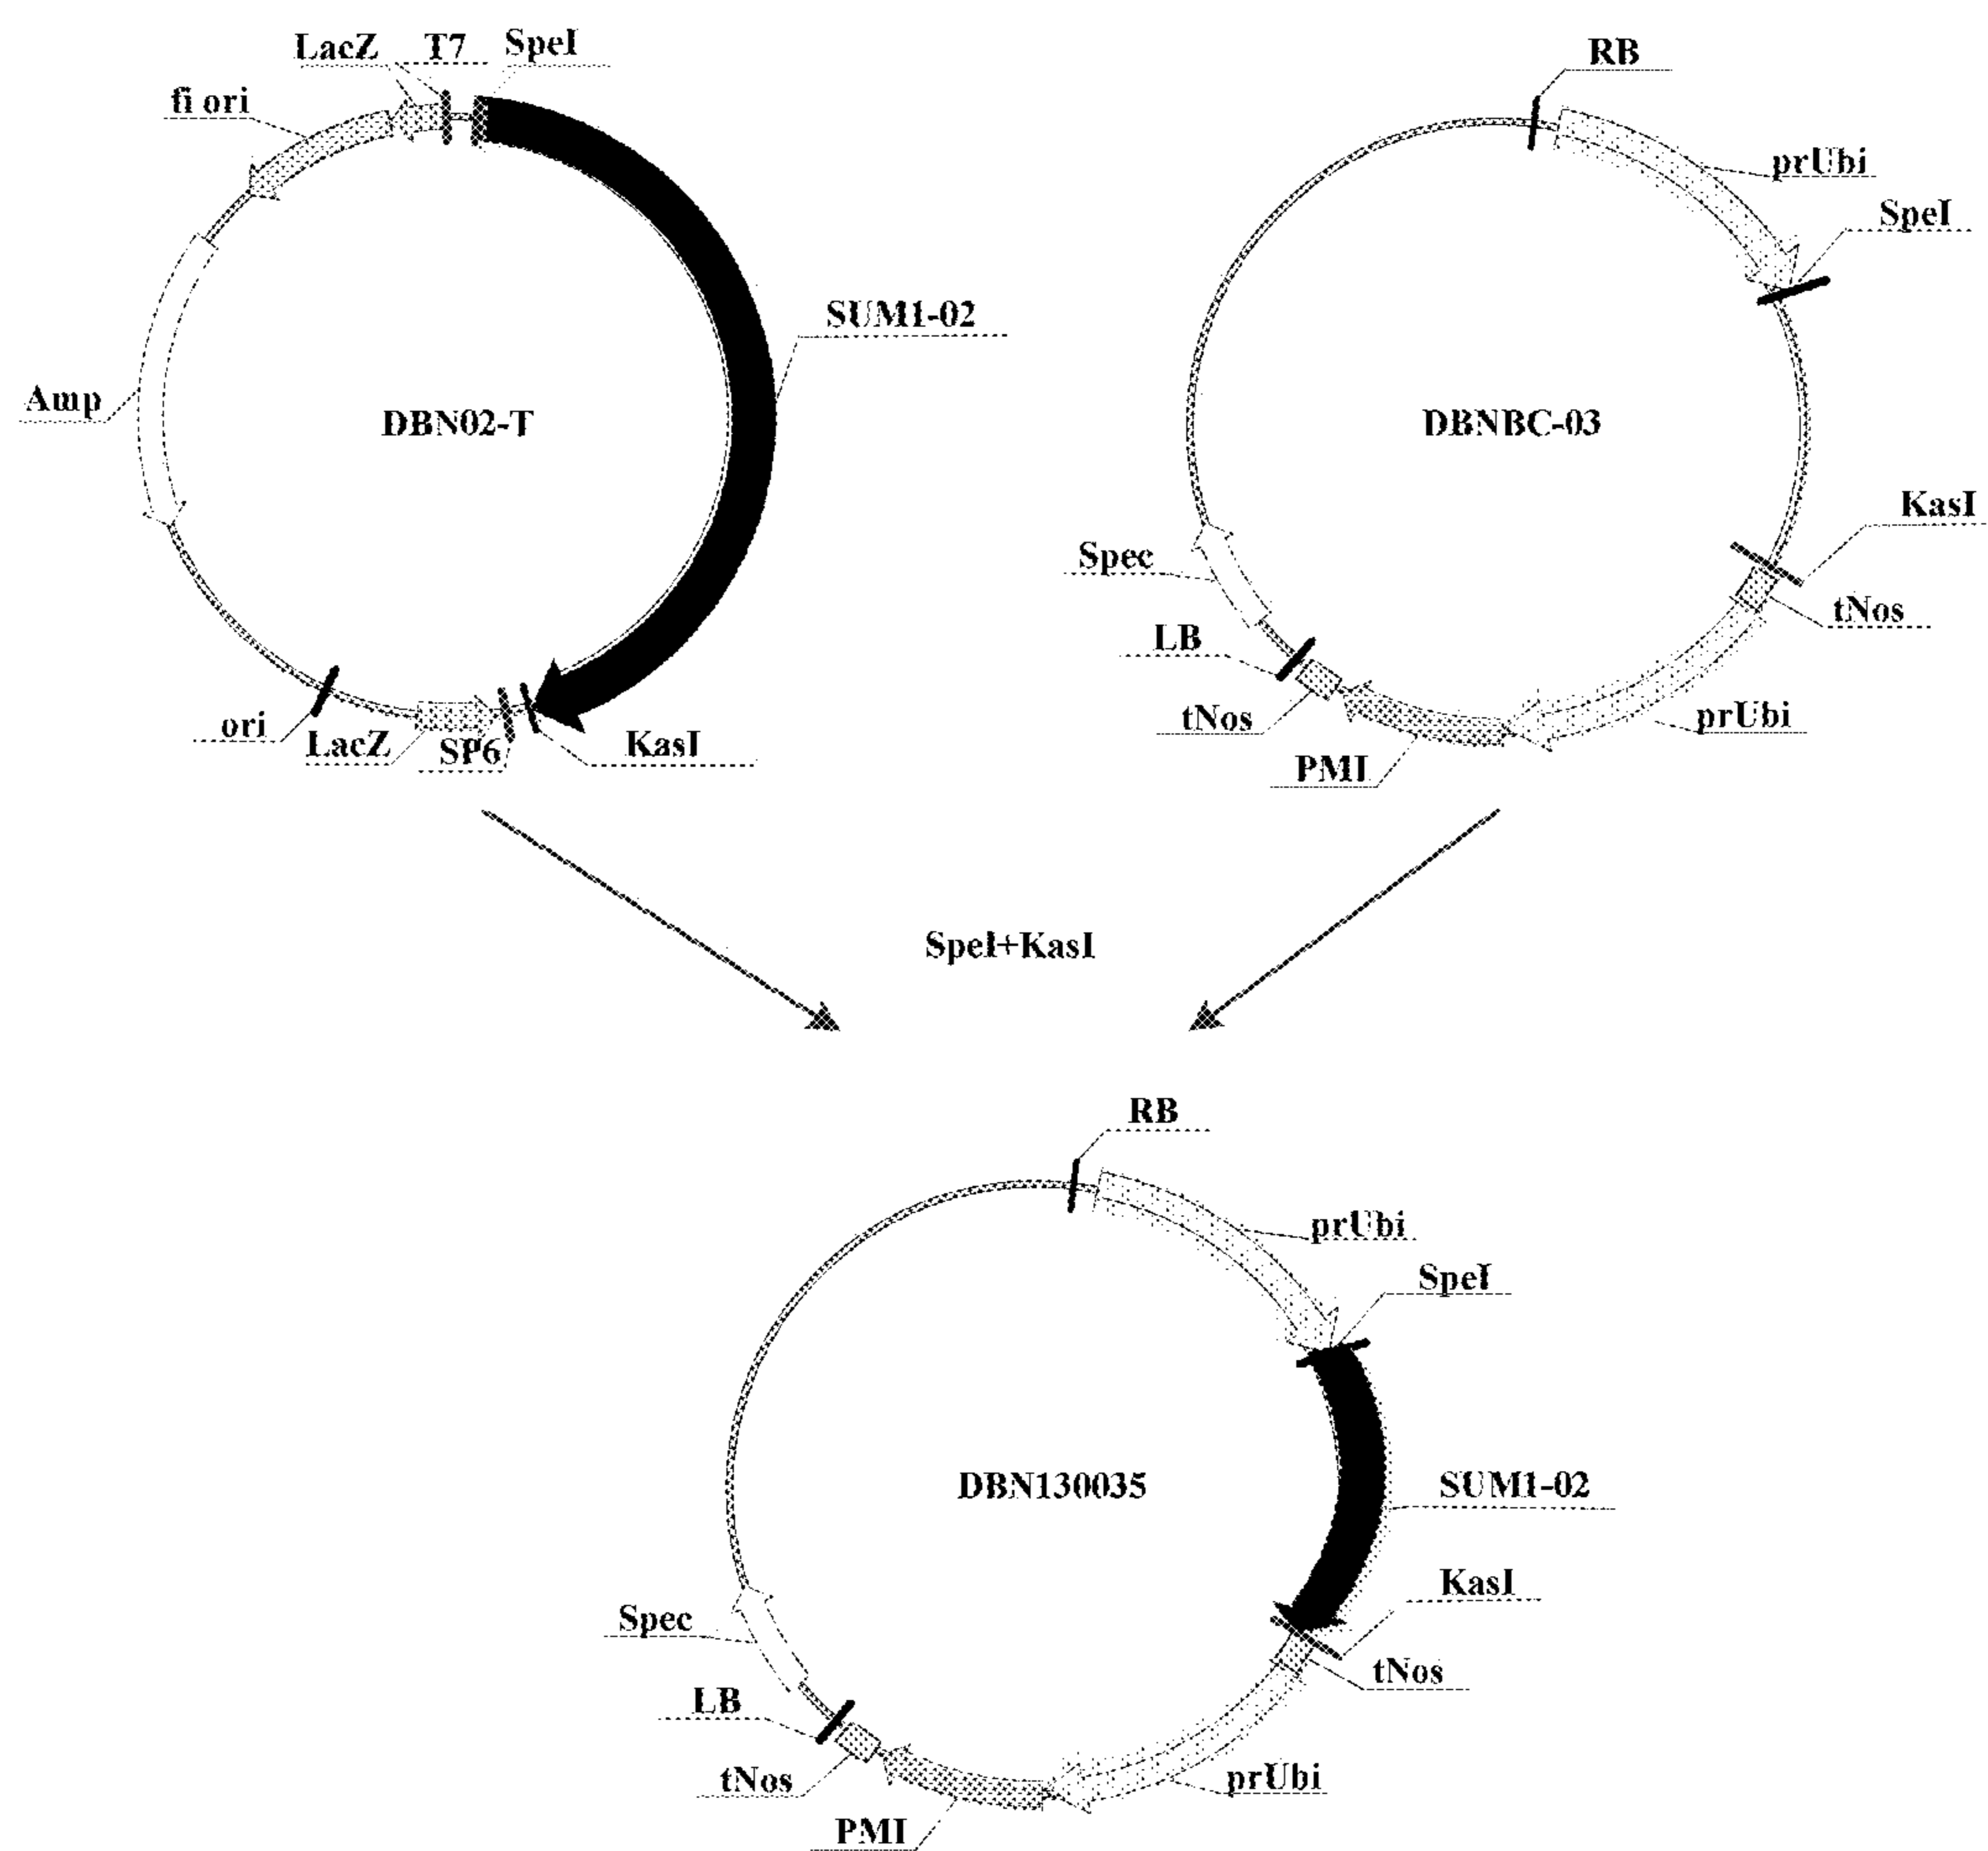 LacZ
T7
SpeI
fi ori
SUM1-02
Amp
DBN02-T
ori
LacZ
SP6
KasI
RB
prUbi
SpeI
DBNBC-03
KasI
Spec
tNos
LB
tNos
prUbi
PMI
SpeI+KasI
RB
prUbi
SpeI
DBN130035
SUM1-02
KasI
Spec
tNos
LB
tNos
prUbi
PMI